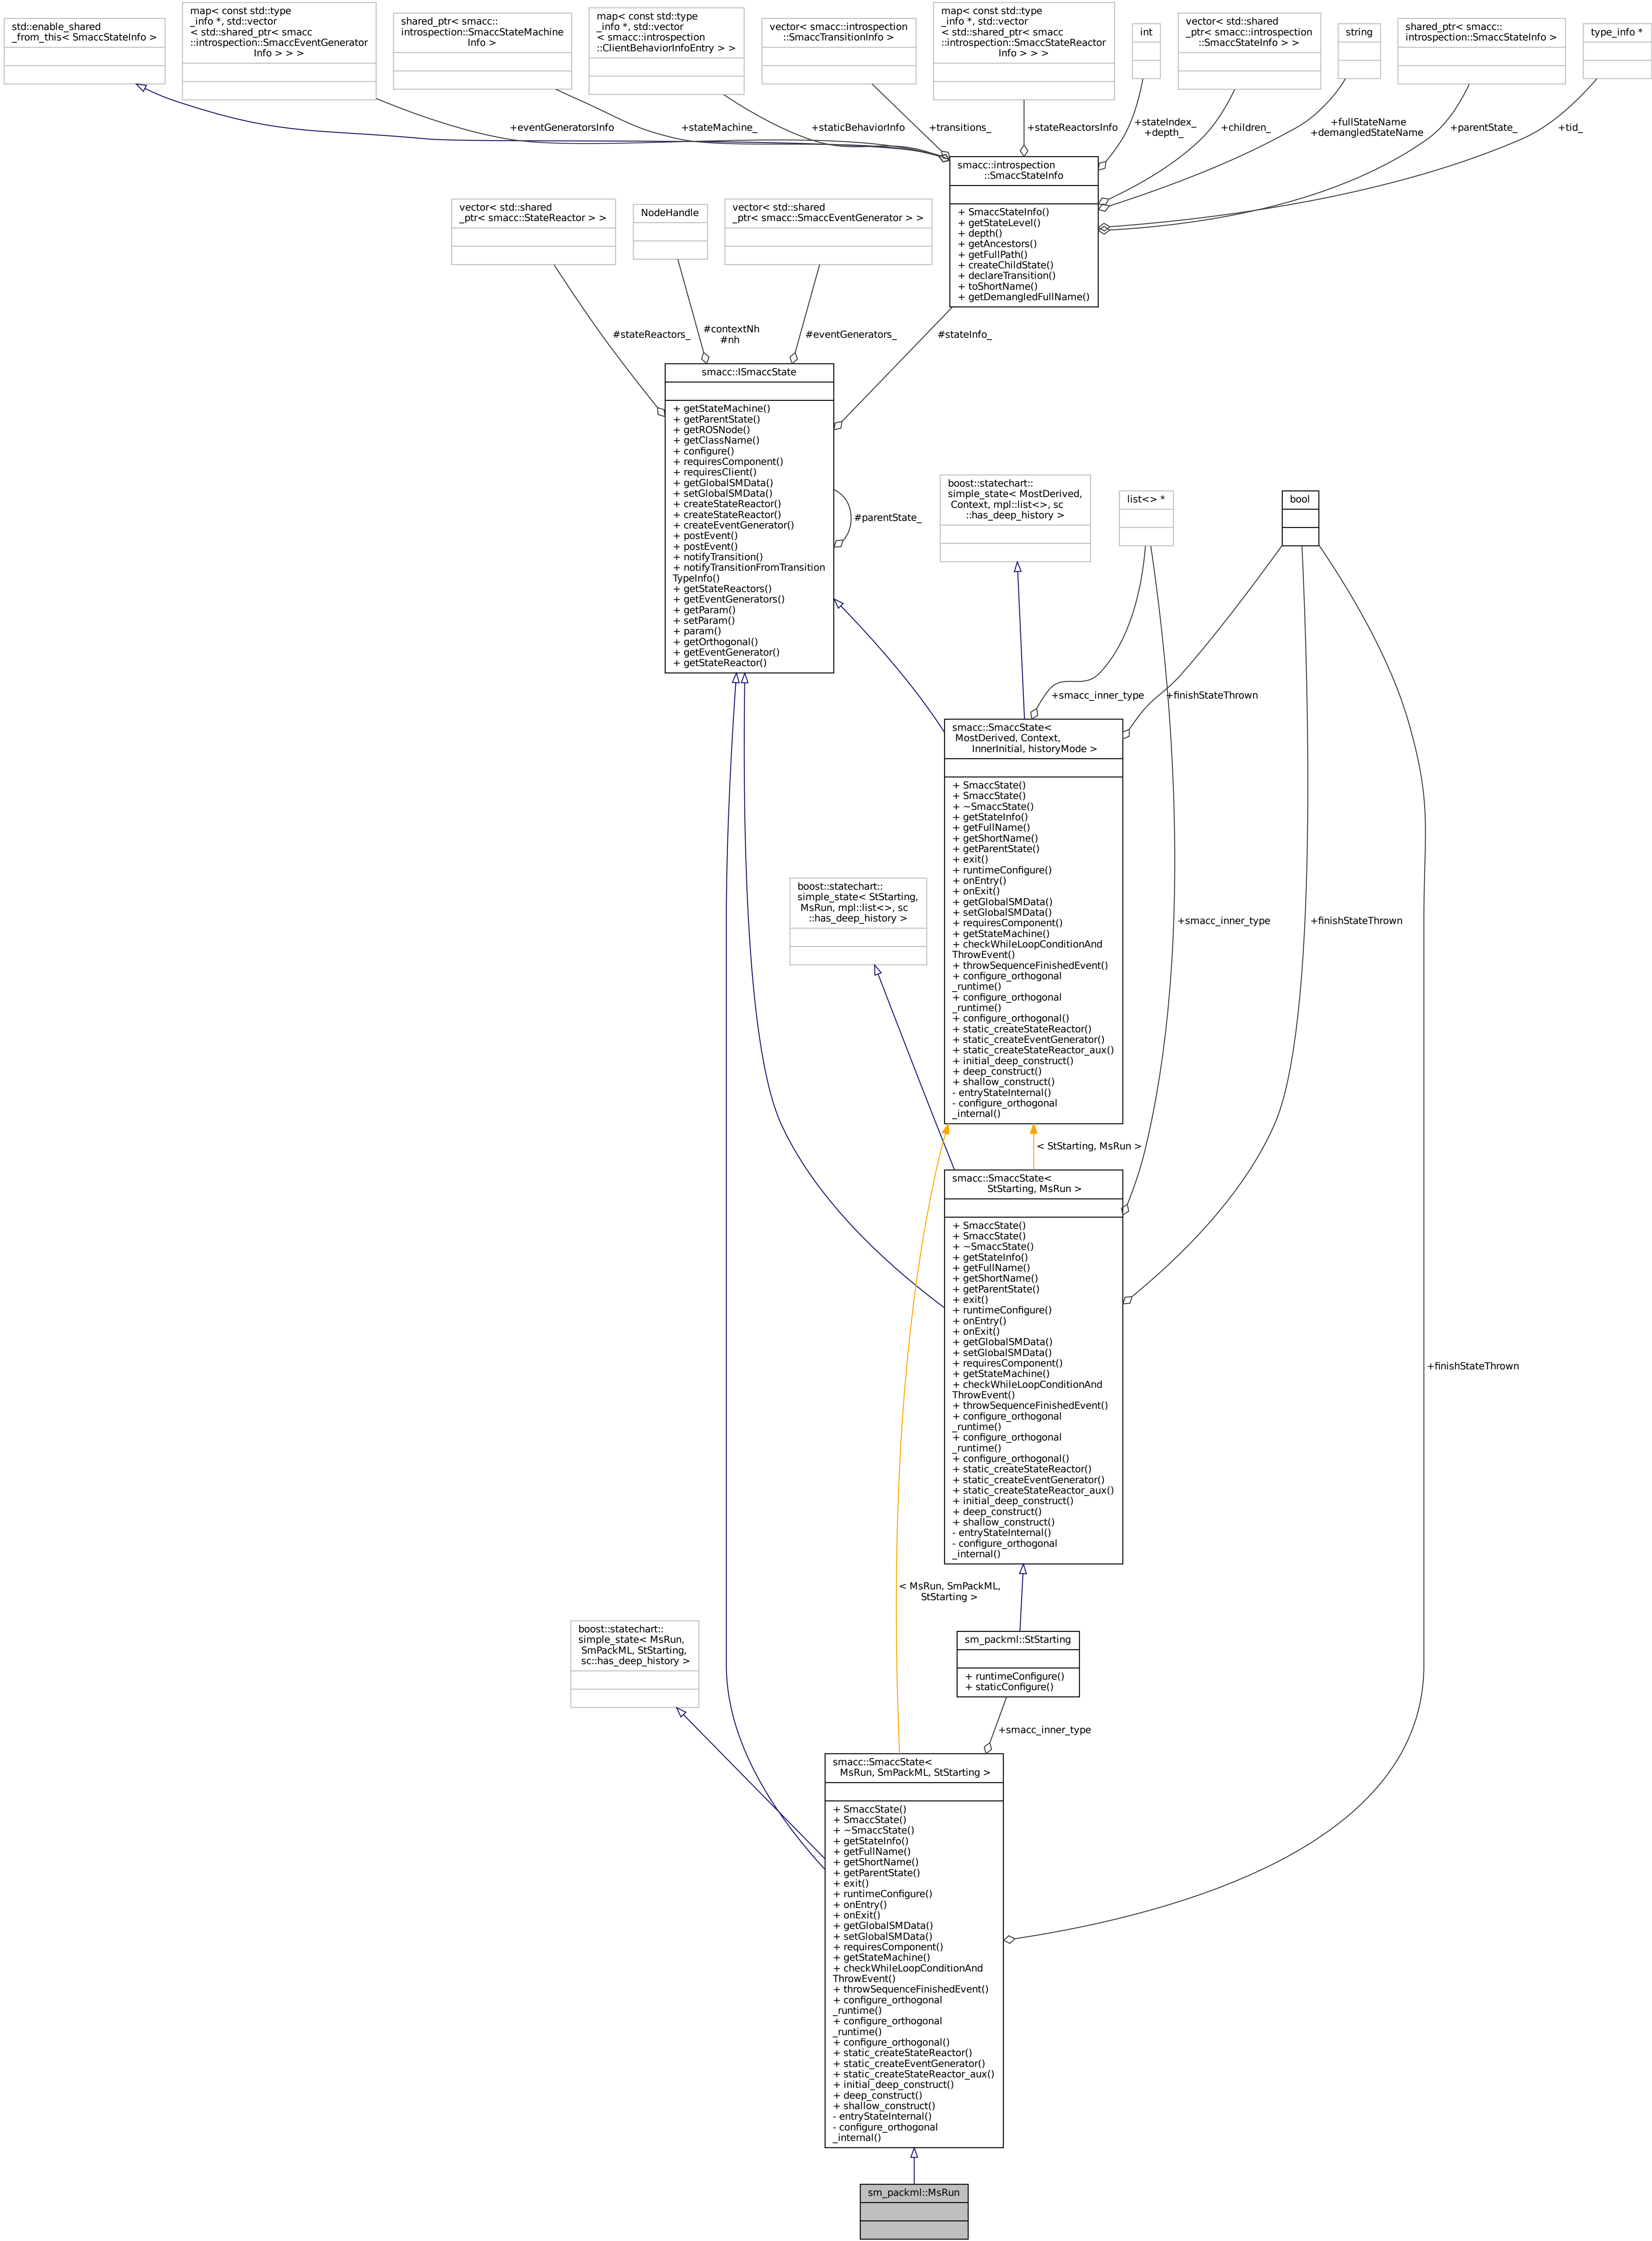 std::enable_shared
_from_this< SmaccStateInfo >
map< const std::type
_info *, std::vector
< std::shared_ptr< smacc
::introspection::SmaccEventGenerator
Info > > >
shared_ptr< smacc::
introspection::SmaccStateMachine
Info >
map< const std::type
_info *, std::vector
< smacc::introspection
::ClientBehaviorInfoEntry > >
vector< smacc::introspection
::SmaccTransitionInfo >
map< const std::type
_info *, std::vector
< std::shared_ptr< smacc
::introspection::SmaccStateReactor
Info > > >
int
vector< std::shared
_ptr< smacc::introspection
::SmaccStateInfo > >
string
shared_ptr< smacc::
introspection::SmaccStateInfo >
type_info *
+eventGeneratorsInfo
+stateMachine_
+staticBehaviorInfo
+transitions_
+stateReactorsInfo
+stateIndex_
+depth_
+children_
+fullStateName
+demangledStateName
+parentState_
+tid_
smacc::introspection
::SmaccStateInfo
+ SmaccStateInfo()
+ getStateLevel()
+ depth()
+ getAncestors()
+ getFullPath()
+ createChildState()
+ declareTransition()
+ toShortName()
+ getDemangledFullName()
vector< std::shared
_ptr< smacc::StateReactor > >
NodeHandle
vector< std::shared
_ptr< smacc::SmaccEventGenerator > >
#stateReactors_
#contextNh
#nh
#eventGenerators_
#stateInfo_
smacc::ISmaccState
+ getStateMachine()
+ getParentState()
+ getROSNode()
+ getClassName()
+ configure()
+ requiresComponent()
+ requiresClient()
+ getGlobalSMData()
+ setGlobalSMData()
+ createStateReactor()
+ createStateReactor()
+ createEventGenerator()
+ postEvent()
+ postEvent()
+ notifyTransition()
+ notifyTransitionFromTransition
TypeInfo()
+ getStateReactors()
+ getEventGenerators()
+ getParam()
+ setParam()
+ param()
+ getOrthogonal()
+ getEventGenerator()
+ getStateReactor()
#parentState_
boost::statechart::
simple_state< MostDerived,
Context, mpl::list<>, sc
::has_deep_history >
list<> *
bool
+smacc_inner_type
+finishStateThrown
smacc::SmaccState<
MostDerived, Context,
InnerInitial, historyMode >
+ SmaccState()
+ SmaccState()
+ ~SmaccState()
+ getStateInfo()
+ getFullName()
+ getShortName()
+ getParentState()
+ exit()
+ runtimeConfigure()
+ onEntry()
+ onExit()
+ getGlobalSMData()
+ setGlobalSMData()
+ requiresComponent()
+ getStateMachine()
+ checkWhileLoopConditionAnd
ThrowEvent()
+ throwSequenceFinishedEvent()
+ configure_orthogonal
_runtime()
+ configure_orthogonal
_runtime()
+ configure_orthogonal()
+ static_createStateReactor()
+ static_createEventGenerator()
+ static_createStateReactor_aux()
+ initial_deep_construct()
+ deep_construct()
+ shallow_construct()
- entryStateInternal()
- configure_orthogonal
_internal()
boost::statechart::
simple_state< StStarting,
MsRun, mpl::list<>, sc
::has_deep_history >
+smacc_inner_type
+finishStateThrown
< StStarting, MsRun >
smacc::SmaccState<
StStarting, MsRun >
+ SmaccState()
+ SmaccState()
+ ~SmaccState()
+ getStateInfo()
+ getFullName()
+ getShortName()
+ getParentState()
+ exit()
+ runtimeConfigure()
+ onEntry()
+ onExit()
+ getGlobalSMData()
+ setGlobalSMData()
+ requiresComponent()
+ getStateMachine()
+ checkWhileLoopConditionAnd
ThrowEvent()
+ throwSequenceFinishedEvent()
+ configure_orthogonal
_runtime()
+ configure_orthogonal
_runtime()
+ configure_orthogonal()
+ static_createStateReactor()
+ static_createEventGenerator()
+ static_createStateReactor_aux()
+ initial_deep_construct()
+ deep_construct()
+ shallow_construct()
- entryStateInternal()
- configure_orthogonal
_internal()
+finishStateThrown
< MsRun, SmPackML,
StStarting >
boost::statechart::
simple_state< MsRun,
SmPackML, StStarting,
sc::has_deep_history >
sm_packml::StStarting
+ runtimeConfigure()
+ staticConfigure()
+smacc_inner_type
smacc::SmaccState<
MsRun, SmPackML, StStarting >
+ SmaccState()
+ SmaccState()
+ ~SmaccState()
+ getStateInfo()
+ getFullName()
+ getShortName()
+ getParentState()
+ exit()
+ runtimeConfigure()
+ onEntry()
+ onExit()
+ getGlobalSMData()
+ setGlobalSMData()
+ requiresComponent()
+ getStateMachine()
+ checkWhileLoopConditionAnd
ThrowEvent()
+ throwSequenceFinishedEvent()
+ configure_orthogonal
_runtime()
+ configure_orthogonal
_runtime()
+ configure_orthogonal()
+ static_createStateReactor()
+ static_createEventGenerator()
+ static_createStateReactor_aux()
+ initial_deep_construct()
+ deep_construct()
+ shallow_construct()
- entryStateInternal()
- configure_orthogonal
_internal()
sm_packml::MsRun